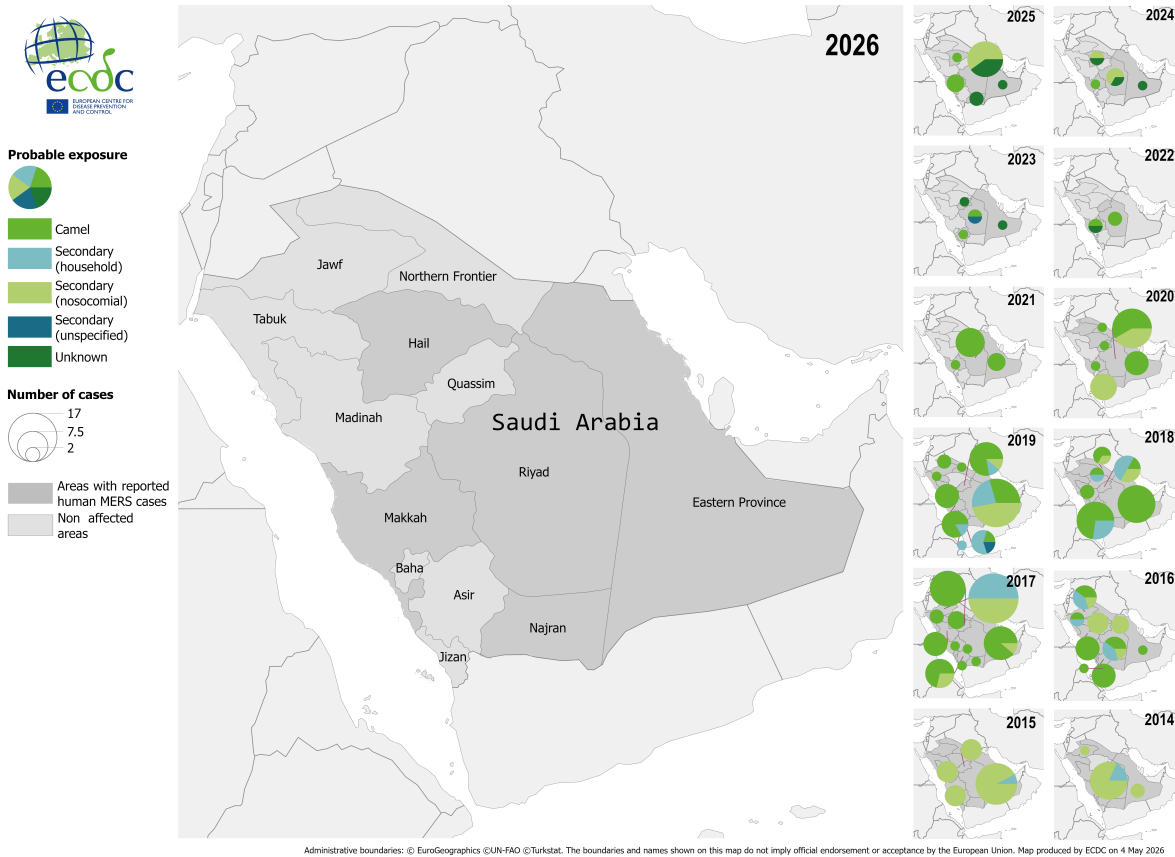 ecdc
EUROPEAN CENTRE FOR
DISEASE PREVENTION
AND CONTROL
Probable exposure
Camel
Secondary
(household)
Secondary
(nosocomial)
Secondary
(unspecified)
Unknown
Number of cases
17
7.5
2
Areas with reported
human MERS cases
Non affected
areas
2026
Jawf
Northern Frontier
Tabuk
Hail
Quassim
Madinah
Saudi Arabia
Riyad
Eastern Province
Makkah
Baha
Asir
Najran
Jizan
2025
2024
2023
2022
2021
2020
2019
2018
2017
2016
2015
2014
Administrative boundaries: © EuroGeographics ©UN-FAO ©Turkstat. The boundaries and names shown on this map do not imply official endorsement or acceptance by the European Union. Map produced by ECDC on 4 May 2026